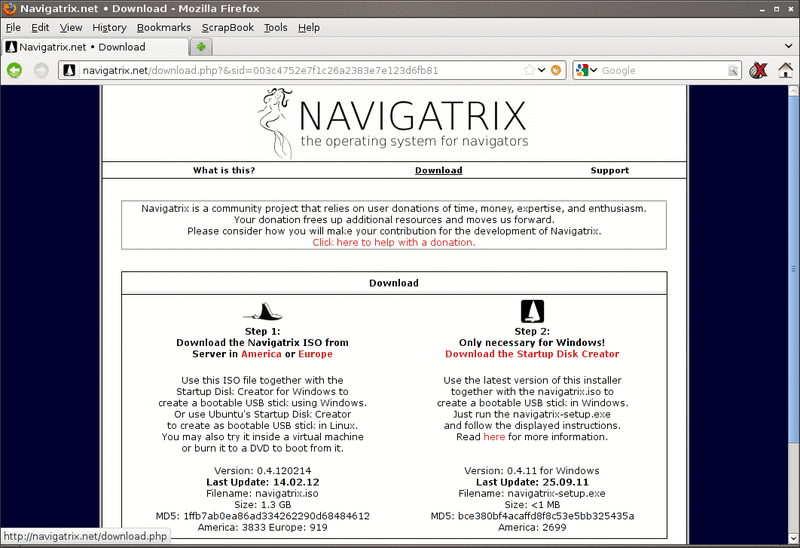 Navigatrix.net • Download - Mozilla Firefox
File Edit View History Bookmarks ScrapBook Tools Help
Navigatrix.net • Download
navigatrix.net/download.php?&sid=003c4752e7f1c26a2383e7e123d6fb81
Google
NAVIGATRIX
the operating system for navigators
What is this? Download Support
Navigatrix is a community project that relies on user donations of time, money, expertise, and enthusiasm.
Your donation frees up additional resources and moves us forward.
Please consider how you will make your contribution for the development of Navigatrix.
Click here to help with a donation.
Download
Step 1:
Download the Navigatrix ISO from
Server in America or Europe
Use this ISO file together with the
Startup Disk Creator for Windows to
create a bootable USB stick using Windows.
Or use Ubuntu's Startup Disk Creator
to create as bootable USB stick in Linux.
You may also try it inside a virtual machine
or burn it to a DVD to boot from it.
Version: 0.4.120214
Last Update: 14.02.12
Filename: navigatrix.iso
Size: 1.3 GB
MD5: 1ffb7ab0ea86ad334262290d68484612
America: 3833 Europe: 919
Step 2:
Only necessary for Windows!
Download the Startup Disk Creator
Use the latest version of this installer
together with the navigatrix.iso to
create a bootable USB stick in Windows.
Just run the navigatrix-setup.exe
and follow the displayed instructions.
Read here for more information.
Version: 0.4.11 for Windows
Last Update: 25.09.11
Filename: navigatrix-setup.exe
Size: <1 MB
MD5: bce380bf4acaffd8f8c53e5bb325435a
America: 2699
http://navigatrix.net/download.php